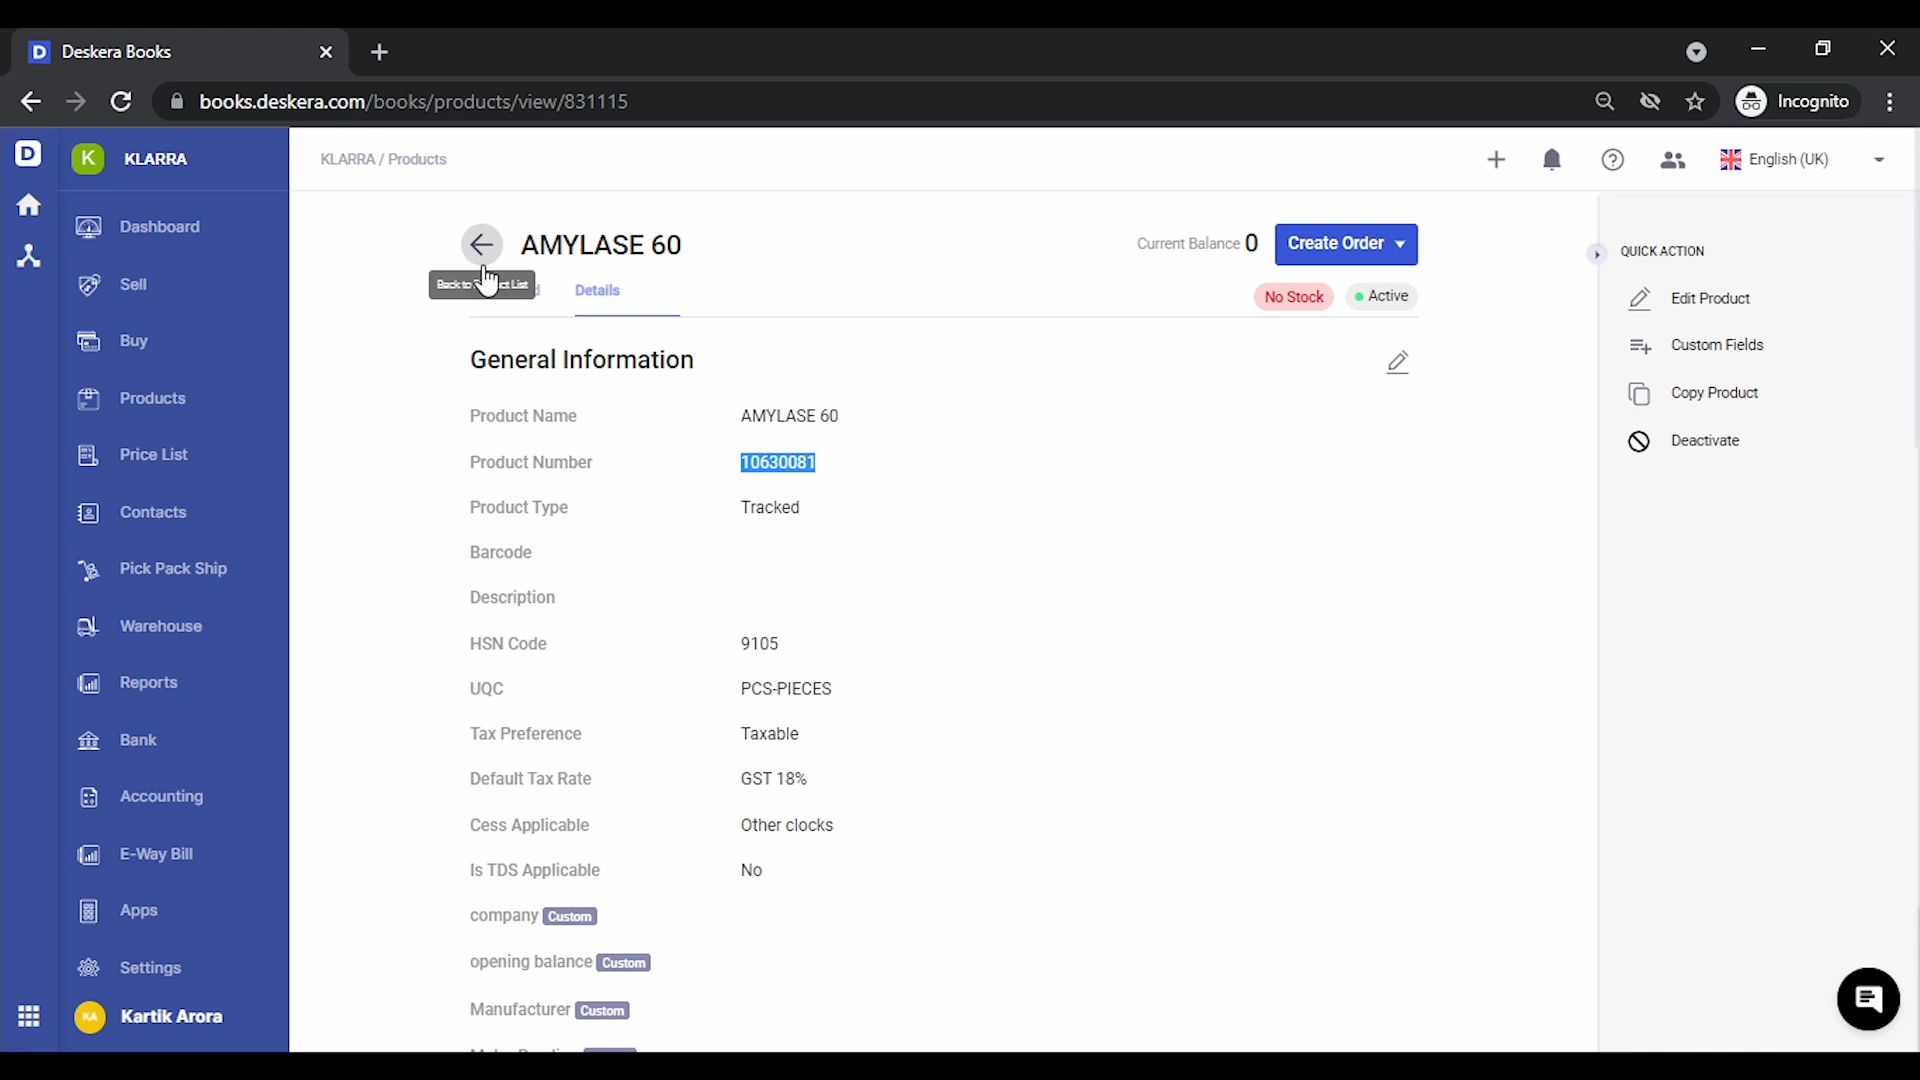 Deskera Books
books.deskera.com/books/products/view/831115
Incognito
D
K KLARRA
KLARRA / Products
English (UK)
Dashboard
Sell
Buy
Products
Price List
Contacts
Pick Pack Ship
Warehouse
Reports
Bank
Accounting
E-Way Bill
Apps
Settings
KA Kartik Arora
AMYLASE 60
Current Balance 0
Create Order
Back to List
Details
No Stock
Active
General Information
Product Name AMYLASE 60
Product Number 10630081
Product Type Tracked
Barcode
Description
HSN Code 9105
UQC PCS-PIECES
Tax Preference Taxable
Default Tax Rate GST 18%
Cess Applicable Other clocks
Is TDS Applicable No
company Custom
opening balance Custom
Manufacturer Custom
QUICK ACTION
Edit Product
Custom Fields
Copy Product
Deactivate